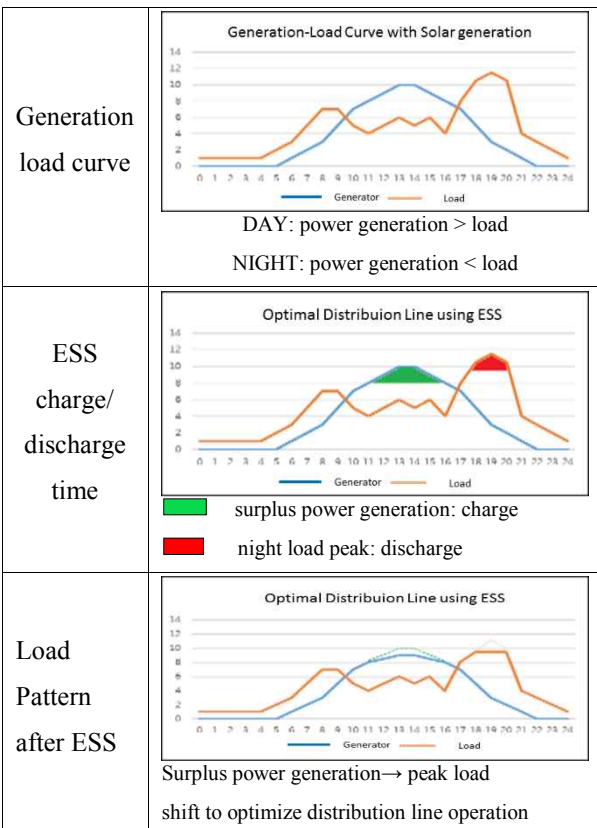 Generation
load curve
Generation-Load Curve with Solar generation
14
12
10
8
6
4
2
0
0 1 2 3 4 5 6 7 8 9 10 11 12 13 14 15 16 17 18 19 20 21 22 23 24
Generator Load
DAY: power generation > load
NIGHT: power generation < load
ESS
charge/
discharge
time
Optimal Distribuion Line using ESS
14
12
10
8
6
4
2
0
0 1 2 3 4 5 6 7 8 9 10 11 12 13 14 15 16 17 18 19 20 21 22 23 24
Generator Load
surplus power generation: charge
night load peak: discharge
Load
Pattern
after ESS
Optimal Distribuion Line using ESS
14
12
10
8
6
4
2
0
0 1 2 3 4 5 6 7 8 9 10 11 12 13 14 15 16 17 18 19 20 21 22 23 24
Generator Load
Surplus power generation→ peak load
shift to optimize distribution line operation